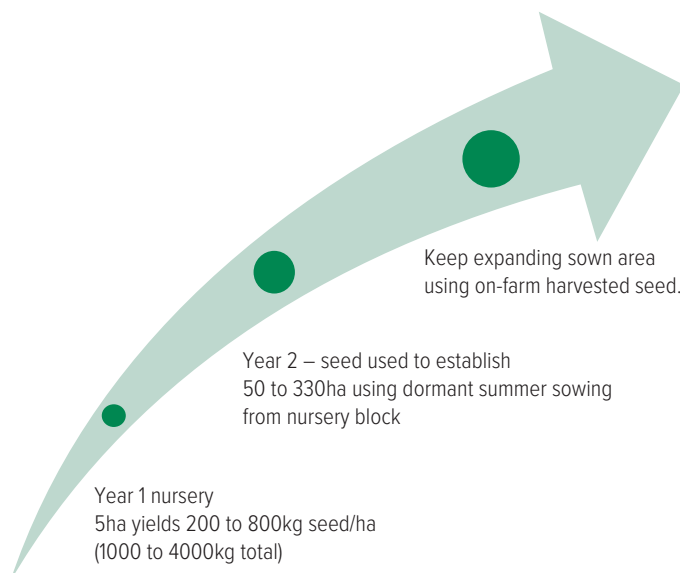 Keep expanding sown area
using on-farm harvested seed.
Year 2 – seed used to establish
50 to 330ha using dormant summer sowing
from nursery block
Year 1 nursery
5ha yields 200 to 800kg seed/ha
(1000 to 4000kg total)